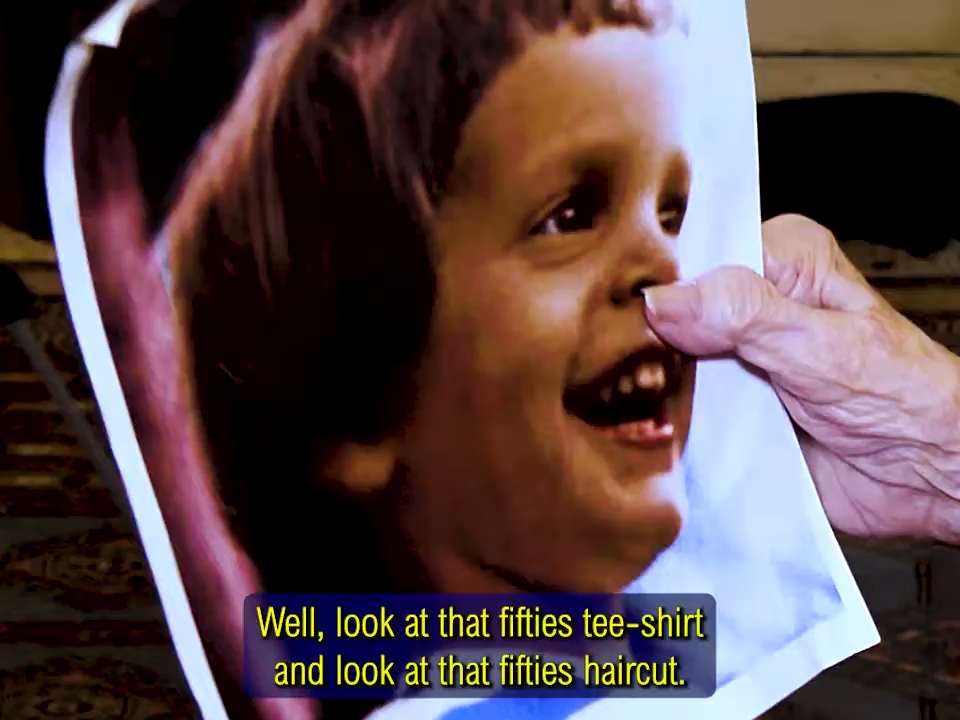 Well, look at that fifties tee-shirt
and look at that fifties haircut.